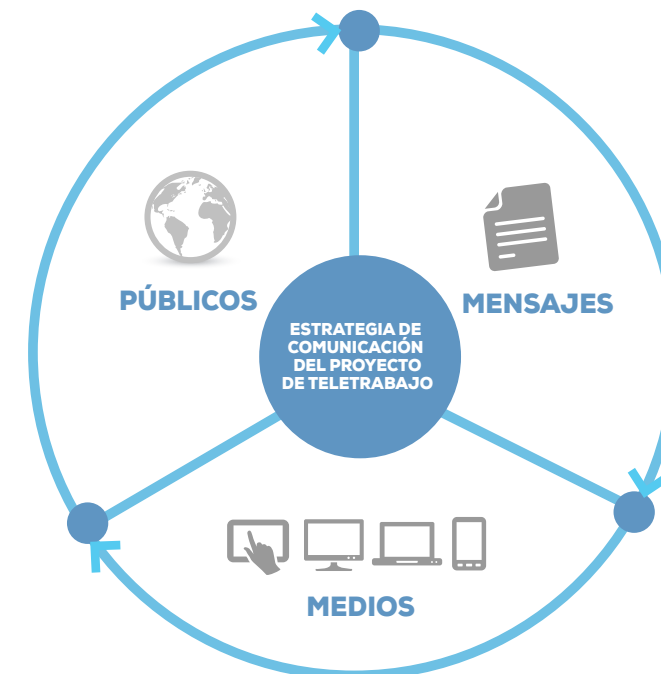 PÚBLICOS
MENSAJES
ESTRATEGIA DE
COMUNICACIÓN
DEL PROYECTO
DE TELETRABAJO
MEDIOS